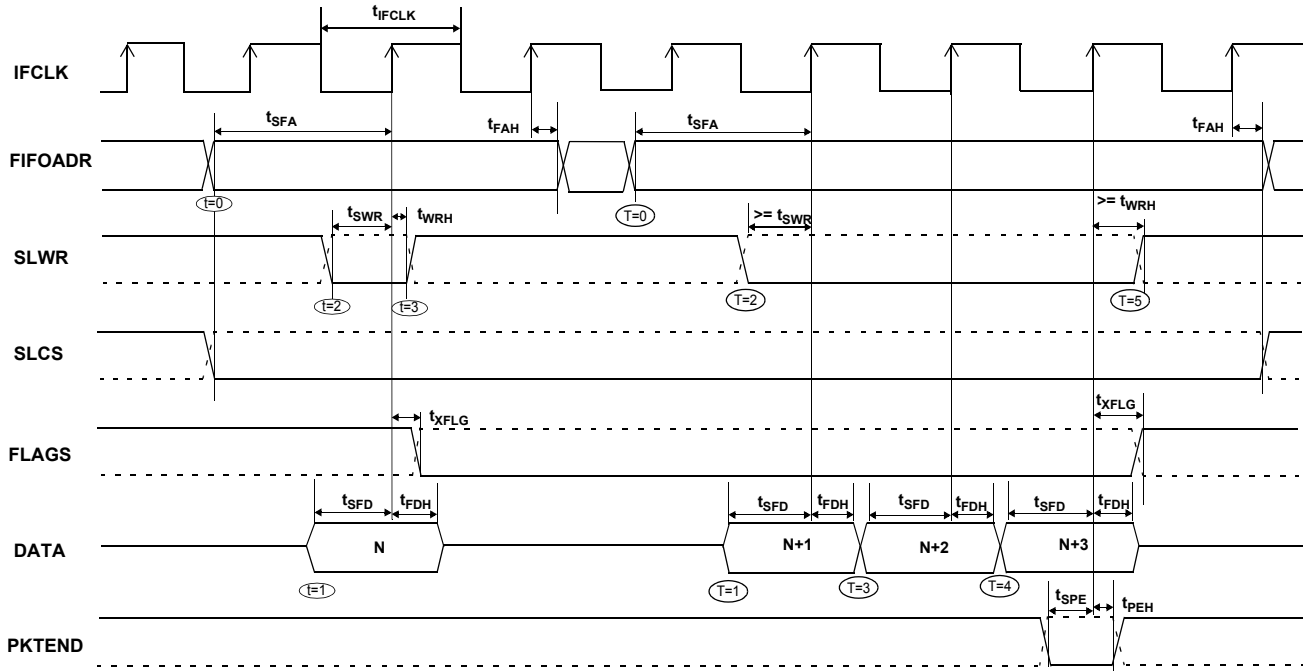 tIFCLK
IFCLK
tSFA
tFAH
tSFA
tFAH
FIFOADR
t=0
T=0
tSWR
tWRH
>= tSWR
>= tWRH
SLWR
t=2
t=3
T=2
T=5
SLCS
tXFLG
tXFLG
FLAGS
tSFD
tFDH
tSFD
tFDH
tSFD
tFDH
tSFD
tFDH
DATA
N
N+1
N+2
N+3
t=1
T=1
T=3
T=4
tSPE
tPEH
PKTEND